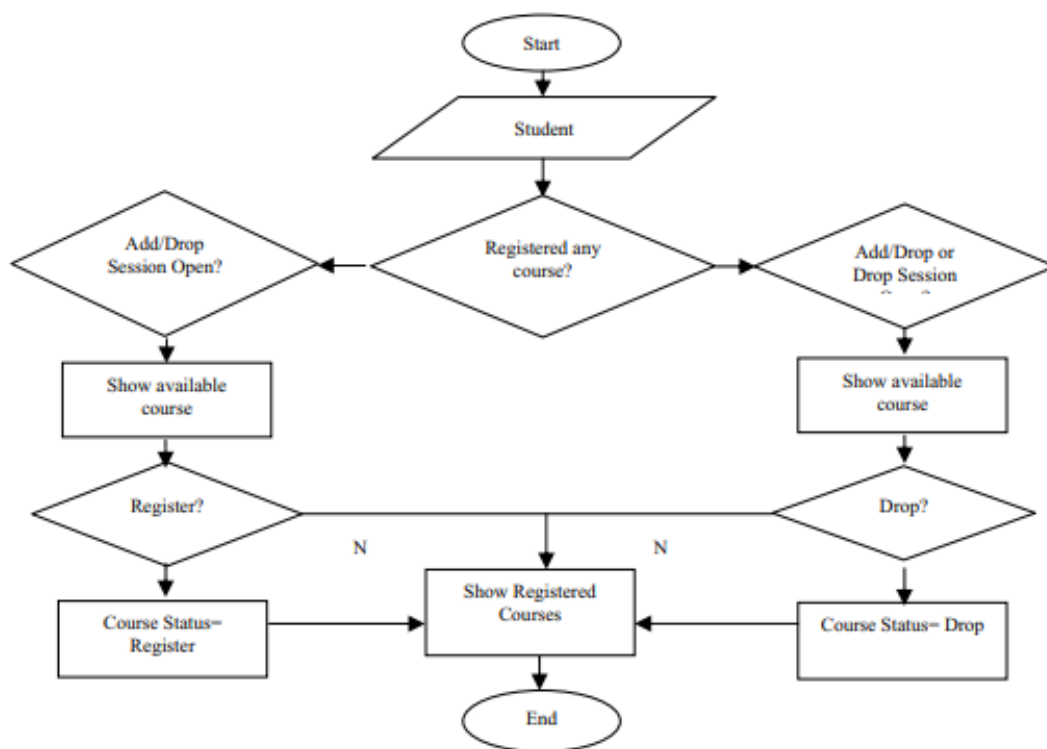 Start
Student
Registered any
course?
Add/Drop
Session Open?
Add/Drop or
Drop Session
Show available
course
Show available
course
Register?
Drop?
N
N
Show Registered
Courses
Course Status=
Register
Course Status= Drop
End